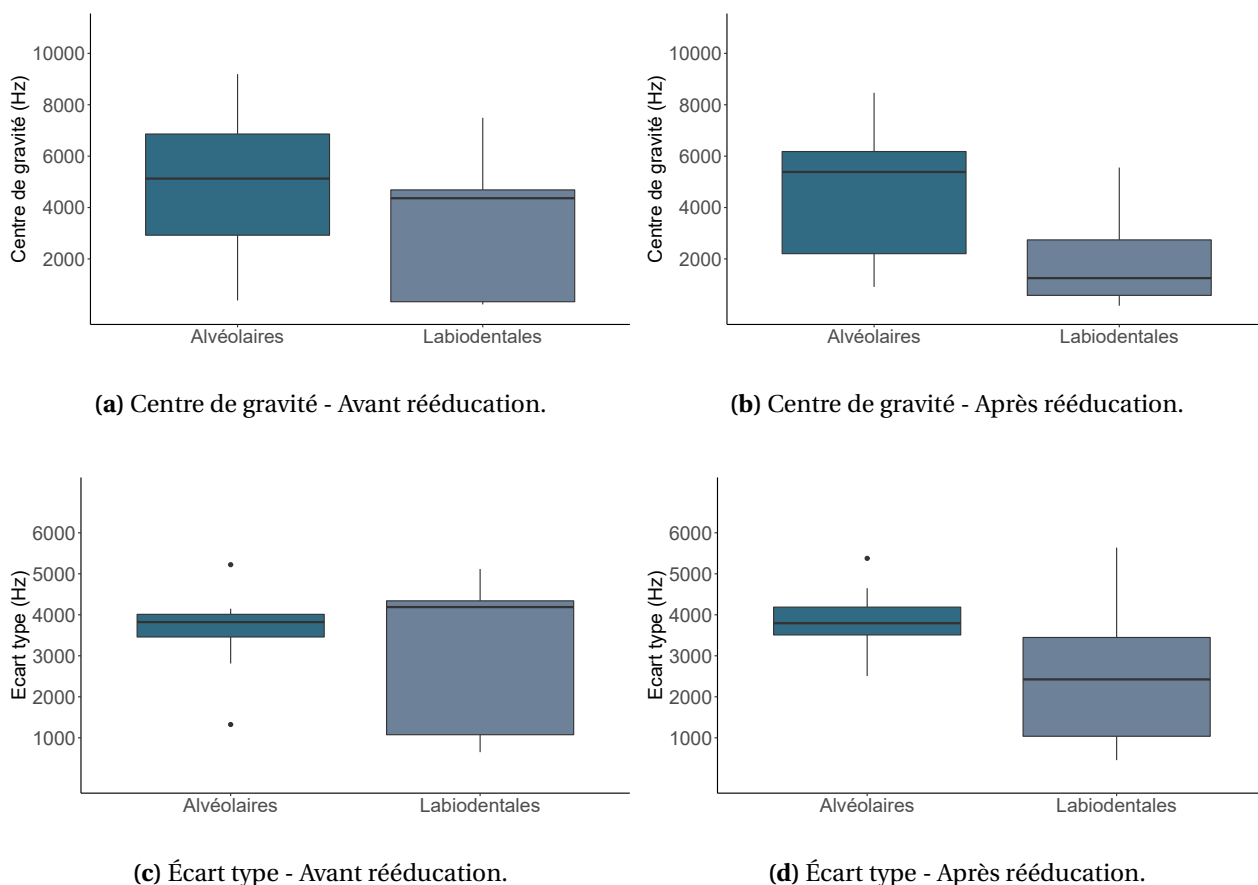 10000
8000
6000
4000
2000
Centre de gravité (Hz)
Alvéolaires
Labiodentales
(a) Centre de gravité - Avant rééducation.
10000
8000
6000
4000
2000
Centre de gravité (Hz)
Alvéolaires
Labiodentales
(b) Centre de gravité - Après rééducation.
6000
5000
4000
3000
2000
1000
Ecart type (Hz)
Alvéolaires
Labiodentales
(c) Écart type - Avant rééducation.
6000
5000
4000
3000
2000
1000
Ecart type (Hz)
Alvéolaires
Labiodentales
(d) Écart type - Après rééducation.